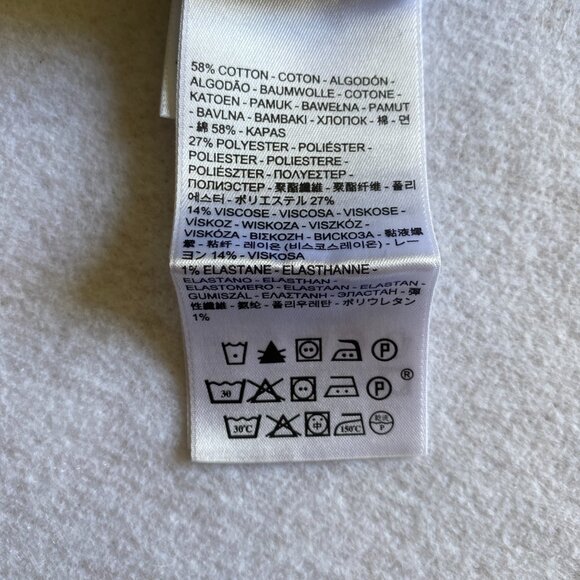 58% COTTON - COTON - ALGODÓN -
ALGODÃO - BAUMWOLLE - COTONE -
KATOEN - PAMUK - BAWEŁNA - PAMUT
- BAVLNA - BAMBAKI - ХЛОПОК - 棉 - 면
- 綿 58% - KAPAS
27% POLYESTER - POLIÉSTER -
POLIESTER - POLIESTERE -
POLIÉSZTER - ΠΟΛΥΕΣΤΕΡ -
ПОЛИЭСТЕР - 聚酯纖維 - 聚酯纤维 - 폴리
에스터 - ポリエステル 27%
14% VISCOSE - VISCOSA - VISKOSE -
VISKOZ - WISKOZA - VISZKÓZ -
VISKÓZA - ΒΙΣΚΟΖΗ - ВИСКОЗА - 黏液嫘
縈 - 粘纤 - 레이온 (비스코스레이온) - レー
ヨン 14% - VISKOSA
1% ELASTANE - ELASTHANNE -
ELASTANO - ELASTHAN -
ELASTOMERO - ELASTAAN - ELASTAN -
GUMISZÁL - ΕΛΑΣΤΑΝΗ - ЭЛАСТАН - 彈
性纖維 - 氨纶 - 폴리우레탄 - ポリウレタン
1%
P
30 P ®
30℃ 中 150℃ P